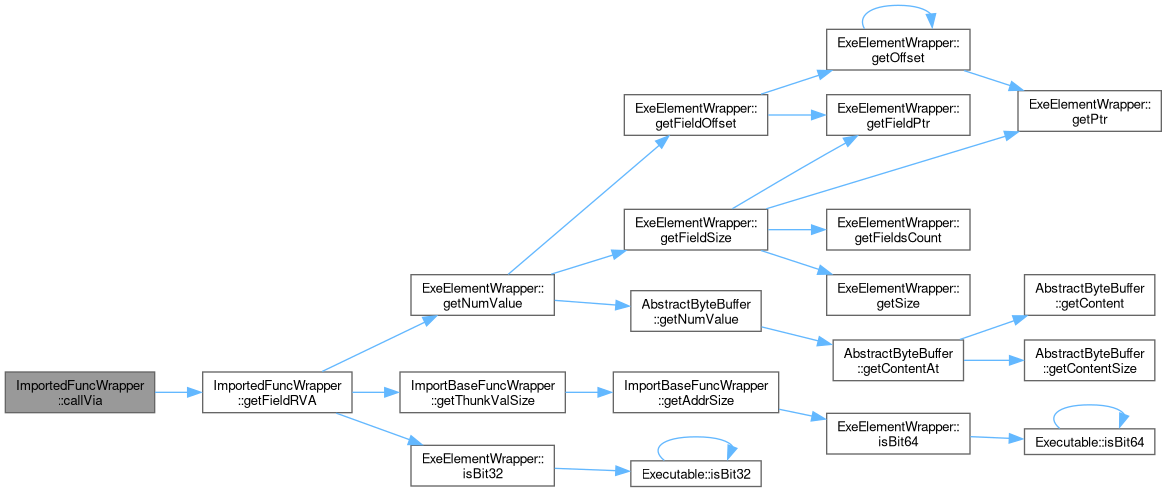 ExeElementWrapper::
getOffset
ExeElementWrapper::
getFieldOffset
ExeElementWrapper::
getFieldPtr
ExeElementWrapper::
getPtr
ExeElementWrapper::
getFieldSize
ExeElementWrapper::
getFieldsCount
ExeElementWrapper::
getNumValue
ExeElementWrapper::
getSize
AbstractByteBuffer
::getNumValue
AbstractByteBuffer
::getContent
AbstractByteBuffer
::getContentAt
AbstractByteBuffer
::getContentSize
ImportedFuncWrapper
::callVia
ImportedFuncWrapper
::getFieldRVA
ImportBaseFuncWrapper
::getThunkValSize
ImportBaseFuncWrapper
::getAddrSize
ExeElementWrapper::
isBit64
Executable::isBit64
ExeElementWrapper::
isBit32
Executable::isBit32